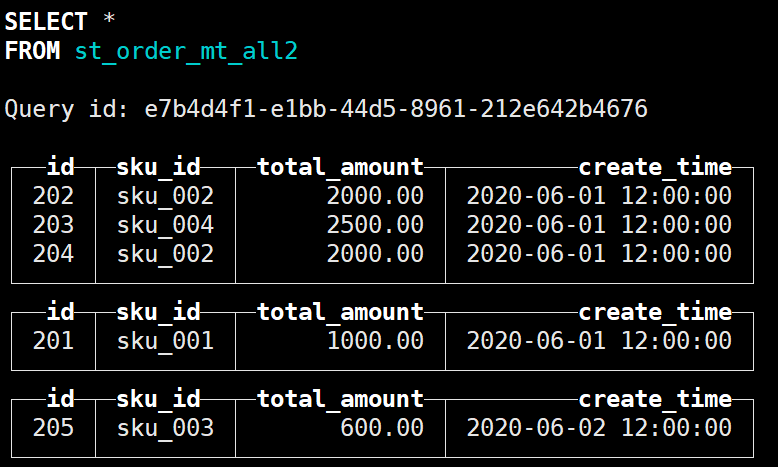 SELECT *
FROM st_order_mt_all2
Query id: e7b4d4f1-e1bb-44d5-8961-212e642b4676
id sku_id total_amount create_time
202 sku_002 2000.00 2020-06-01 12:00:00
203 sku_004 2500.00 2020-06-01 12:00:00
204 sku_002 2000.00 2020-06-01 12:00:00
id sku_id total_amount create_time
201 sku_001 1000.00 2020-06-01 12:00:00
id sku_id total_amount create_time
205 sku_003 600.00 2020-06-02 12:00:00